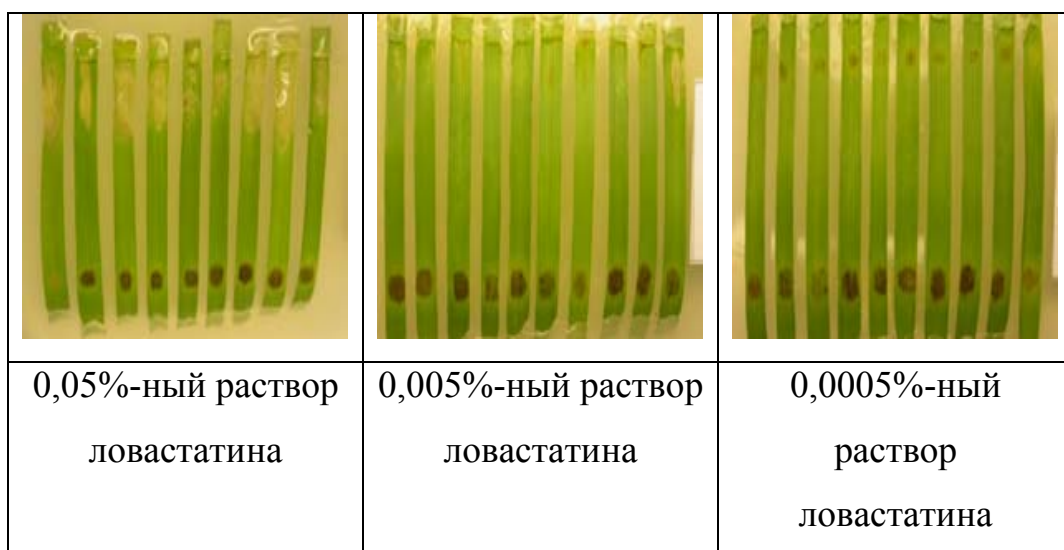 0,05%-ный раствор
ловастатина
0,005%-ный раствор
ловастатина
0,0005%-ный
раствор
ловастатина